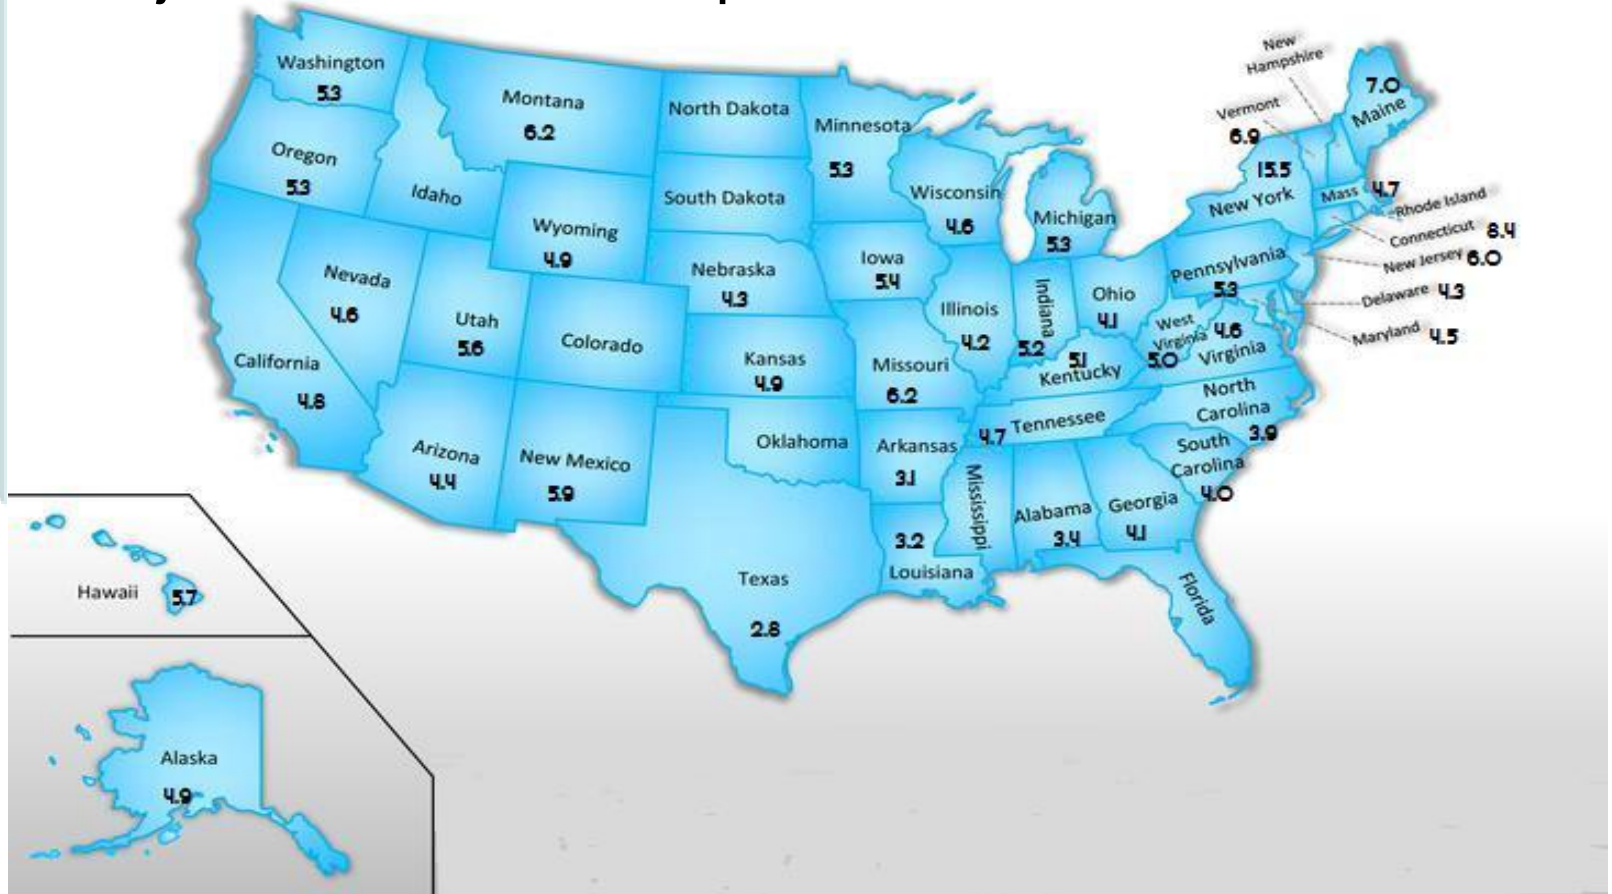 Washington
5.3
Oregon
5.3
Idaho
Montana
6.2
Wyoming
4.9
North Dakota
South Dakota
Nebraska
4.3
Minnesota
5.3
Wisconsin
4.6
Michigan
5.3
Iowa
5.4
Illinois
4.2
Indiana
5.2
Ohio
4.1
Pennsylvania
5.3
New York
15.5
Vermont
6.9
New
Hampshire
7.0
Maine
Mass
4.7
Rhode Island
Connecticut 8.4
New Jersey 6.0
Delaware 4.3
Maryland 4.5
West
Virginia
5.0
4.6
Virginia
Kentucky
5.1
Tennessee
4.7
North
Carolina
3.9
South
Carolina
4.0
Georgia
4.1
Alabama
3.4
Mississippi
Florida
Louisiana
3.2
Arkansas
3.1
Missouri
6.2
Kansas
4.9
Oklahoma
Texas
2.8
New Mexico
5.9
Colorado
Utah
5.6
Arizona
4.4
Nevada
4.6
California
4.8
Hawaii
5.7
Alaska
4.9